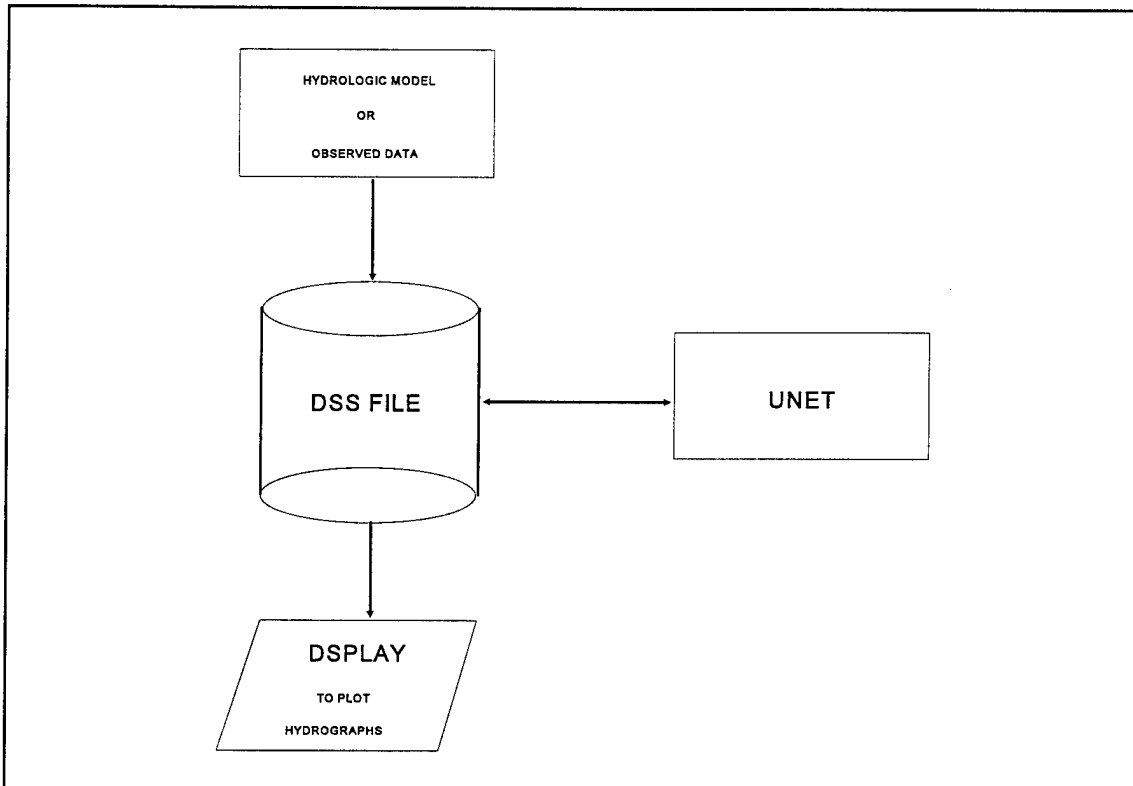 HYDROLOGIC MODEL
OR
OBSERVED DATA
DSS FILE
UNET
DSPLAY
TO PLOT
HYDROGRAPHS